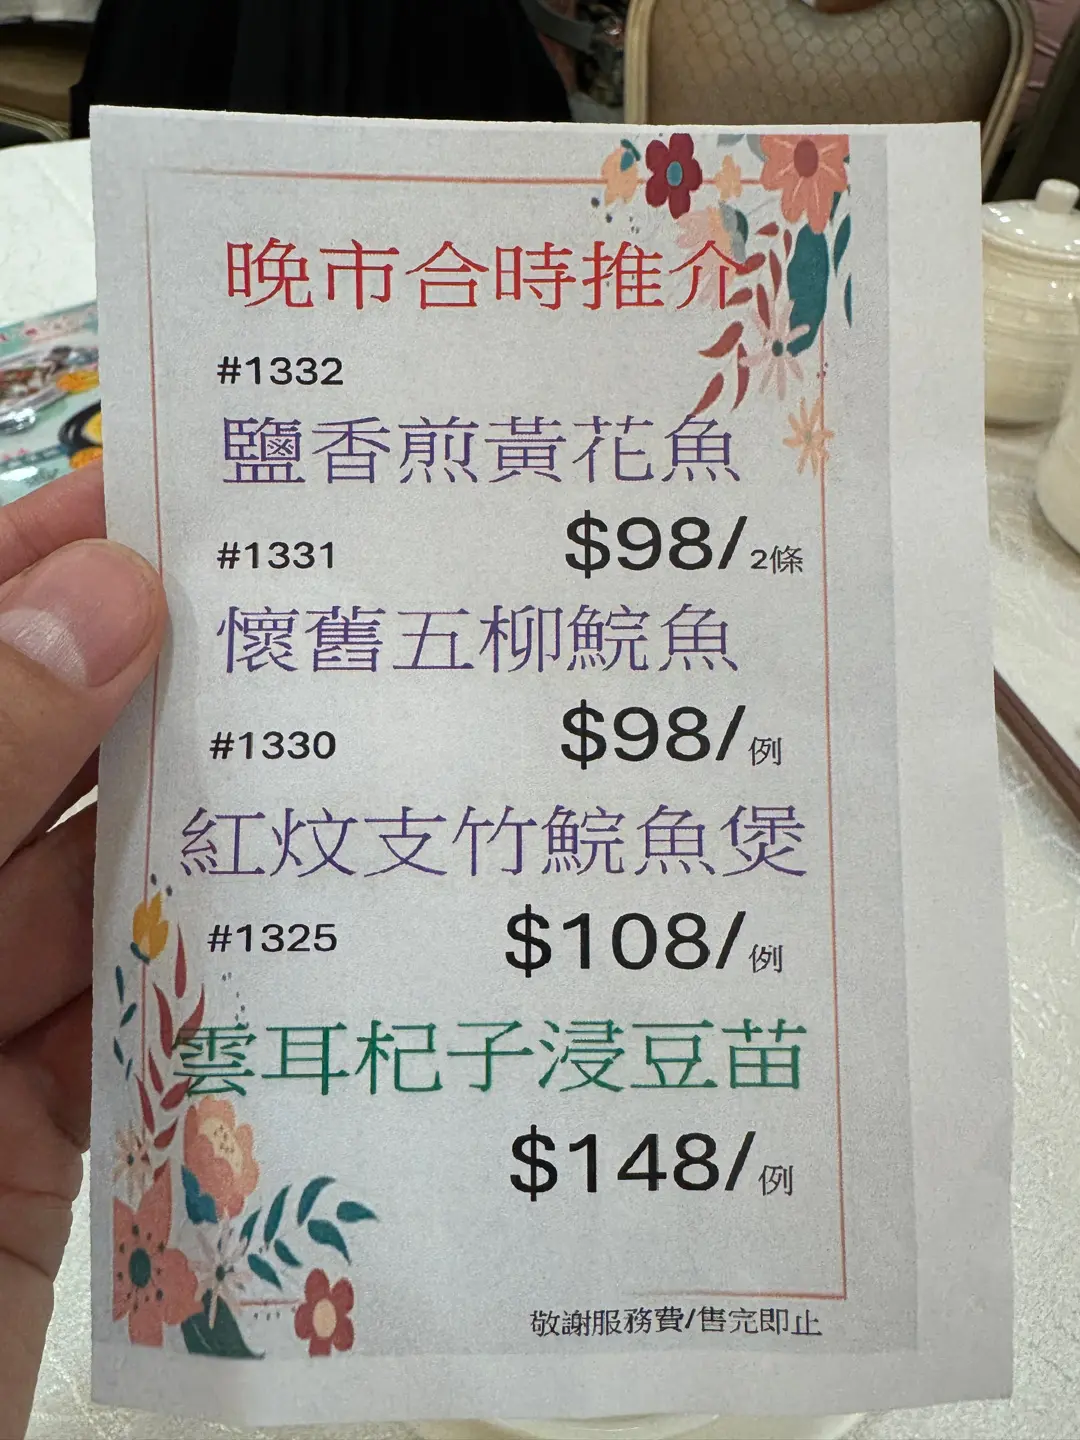 晚市合時推介
#1332
鹽香煎黃花魚
$98/2條
#1331
懷舊五柳鯇魚
$98/例
#1330
紅炆支竹鯇魚煲
$108/例
#1325
雲耳杞子浸豆苗
$148/例
敬謝服務費/售完即止